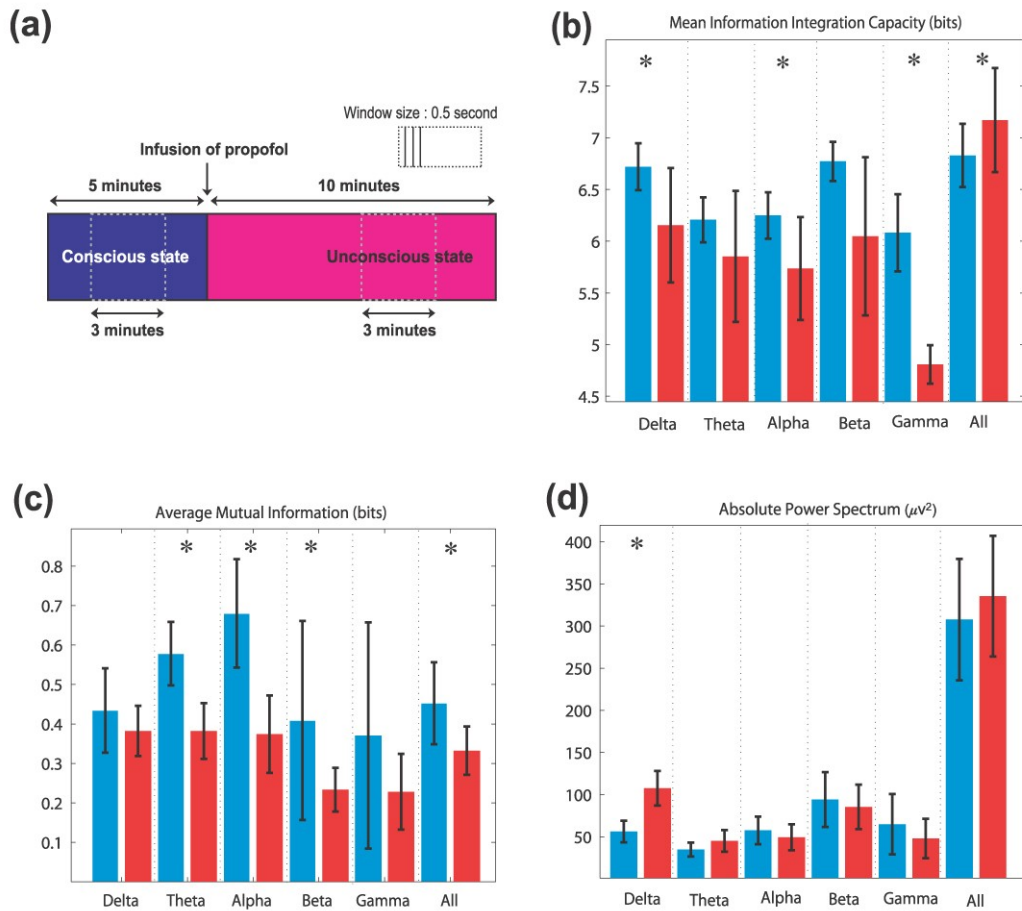 (a)
Window size : 0.5 second
Infusion of propofol
5 minutes
10 minutes
Conscious state
Unconscious state
3 minutes
3 minutes
(b)
Mean Information Integration Capacity (bits)
* * * *
7.5
7
6.5
6
5.5
5
4.5
Delta Theta Alpha Beta Gamma All
(c)
Average Mutual Information (bits)
* * * *
0.8
0.7
0.6
0.5
0.4
0.3
0.2
0.1
Delta Theta Alpha Beta Gamma All
(d)
Absolute Power Spectrum (μv²)
*
400
350
300
250
200
150
100
50
Delta Theta Alpha Beta Gamma All